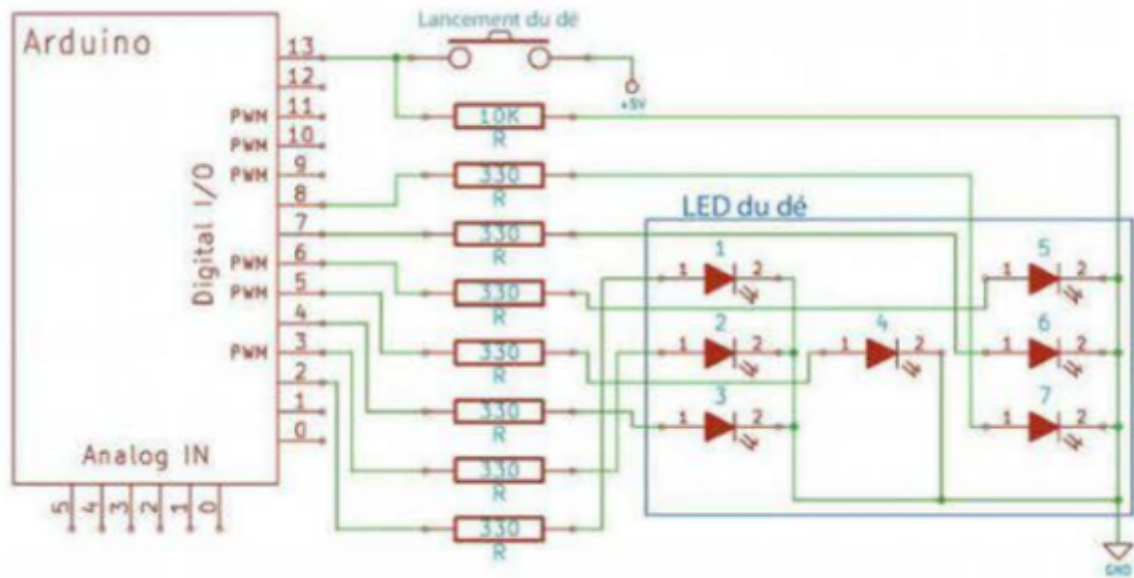 Lancement du dé
Arduino
13
12
+5V
PWM 11
10K
R
PWM 10
PWM 9
330
R
8
Digital I/O
7
330
R
LED du dé
PWM 6
330
R
PWM 5
330
R
4
330
R
PWM 3
330
R
2
330
R
1
0
1
1 2
5
1 2
2
1 2
4
1 2
6
1 2
3
1 2
7
1 2
Analog IN
5 4 3 2 1 0
GND